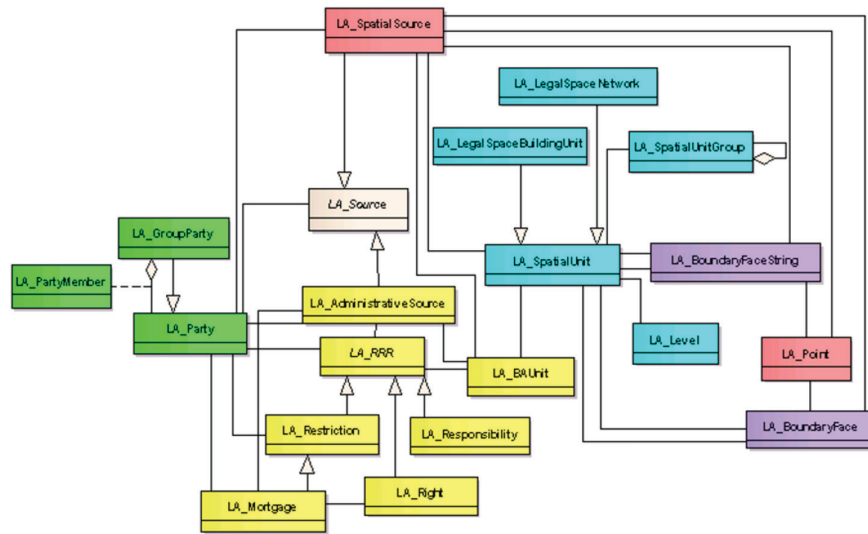 LA_SpatialSource
LA_LegalSpaceNetwork
LA_LegalSpaceBuildingUnit
LA_SpatialUnitGroup
LA_Source
LA_GroupParty
LA_SpatialUnit
LA_BoundaryFaceString
LA_PartyMember
LA_AdministrativeSource
LA_Party
LA_Level
LA_RRR
LA_Point
LA_BAUnit
LA_Restriction
LA_Responsibility
LA_BoundaryFace
LA_Mortgage
LA_Right